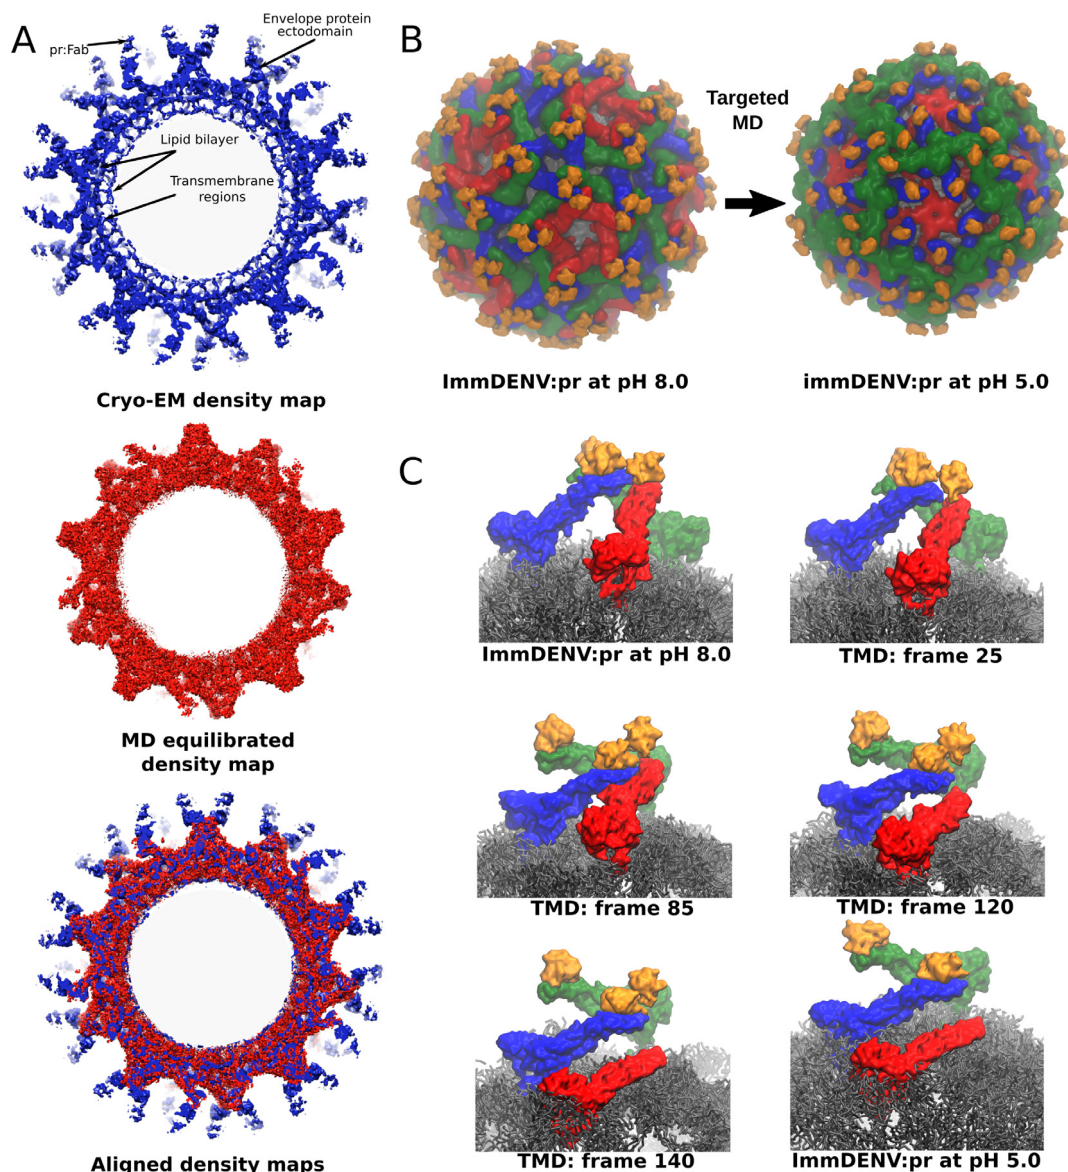 A
pr:Fab
Envelope protein
ectodomain
Lipid bilayer
Transmembrane
regions
Cryo-EM density map
MD equilibrated
density map
Aligned density maps
B
Targeted
MD
ImmDENV:pr at pH 8.0
immDENV:pr at pH 5.0
C
ImmDENV:pr at pH 8.0
TMD: frame 25
TMD: frame 85
TMD: frame 120
TMD: frame 140
ImmDENV:pr at pH 5.0